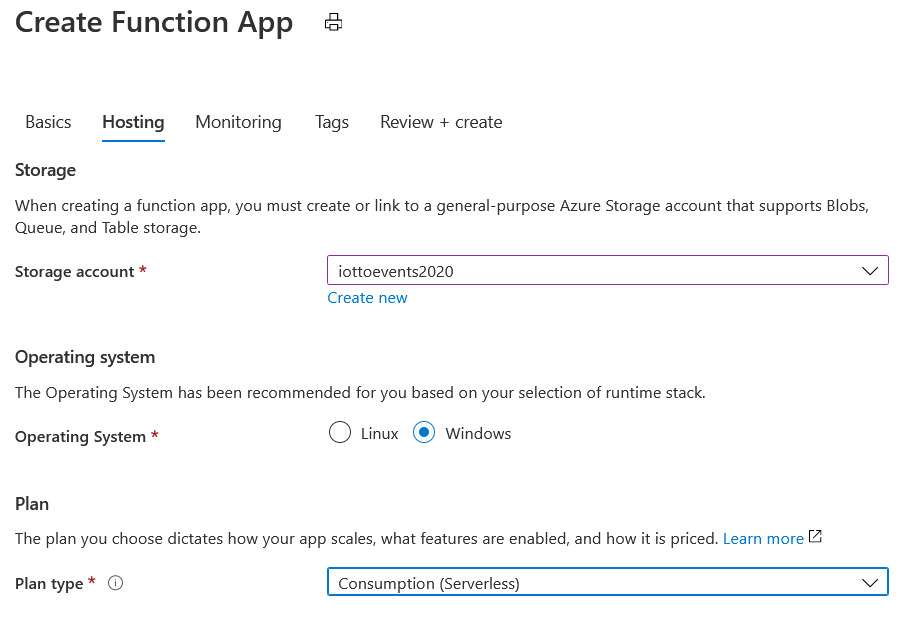 Create Function App
Basics
Hosting
Monitoring
Tags
Review + create
Storage
When creating a function app, you must create or link to a general-purpose Azure Storage account that supports Blobs,
Queue, and Table storage.
Storage account *
iottoevents2020
Create new
Operating system
The Operating System has been recommended for you based on your selection of runtime stack.
Operating System *
Linux
Windows
Plan
The plan you choose dictates how your app scales, what features are enabled, and how it is priced. Learn more
Plan type *
Consumption (Serverless)